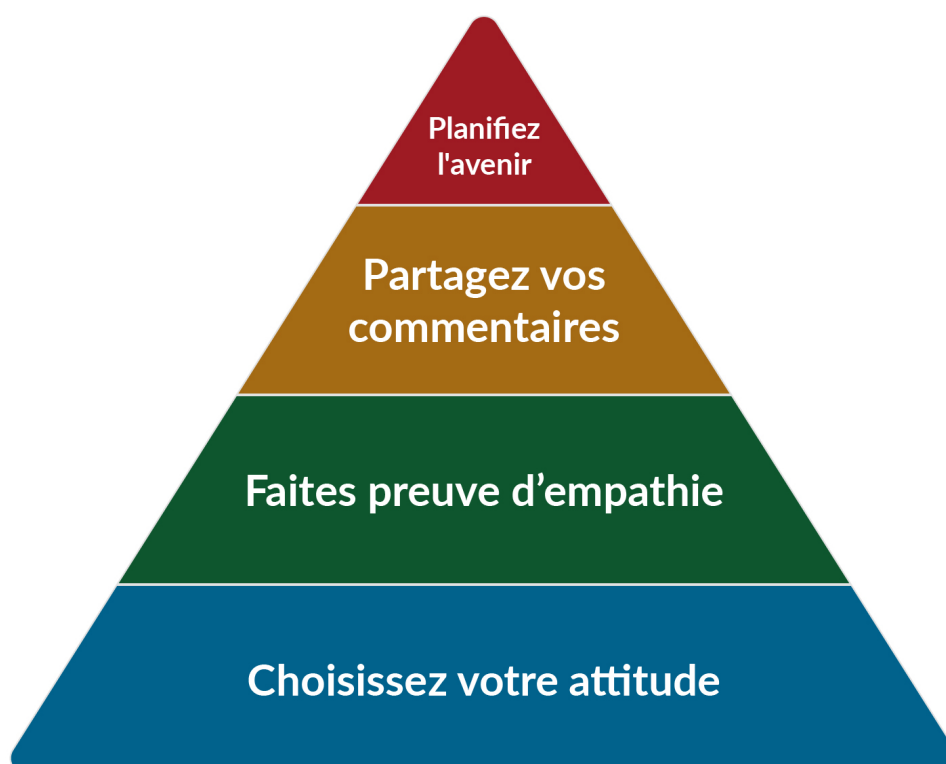 Planifiez
l'avenir
Partagez vos
commentaires
Faites preuve d’empathie
Choisissez votre attitude